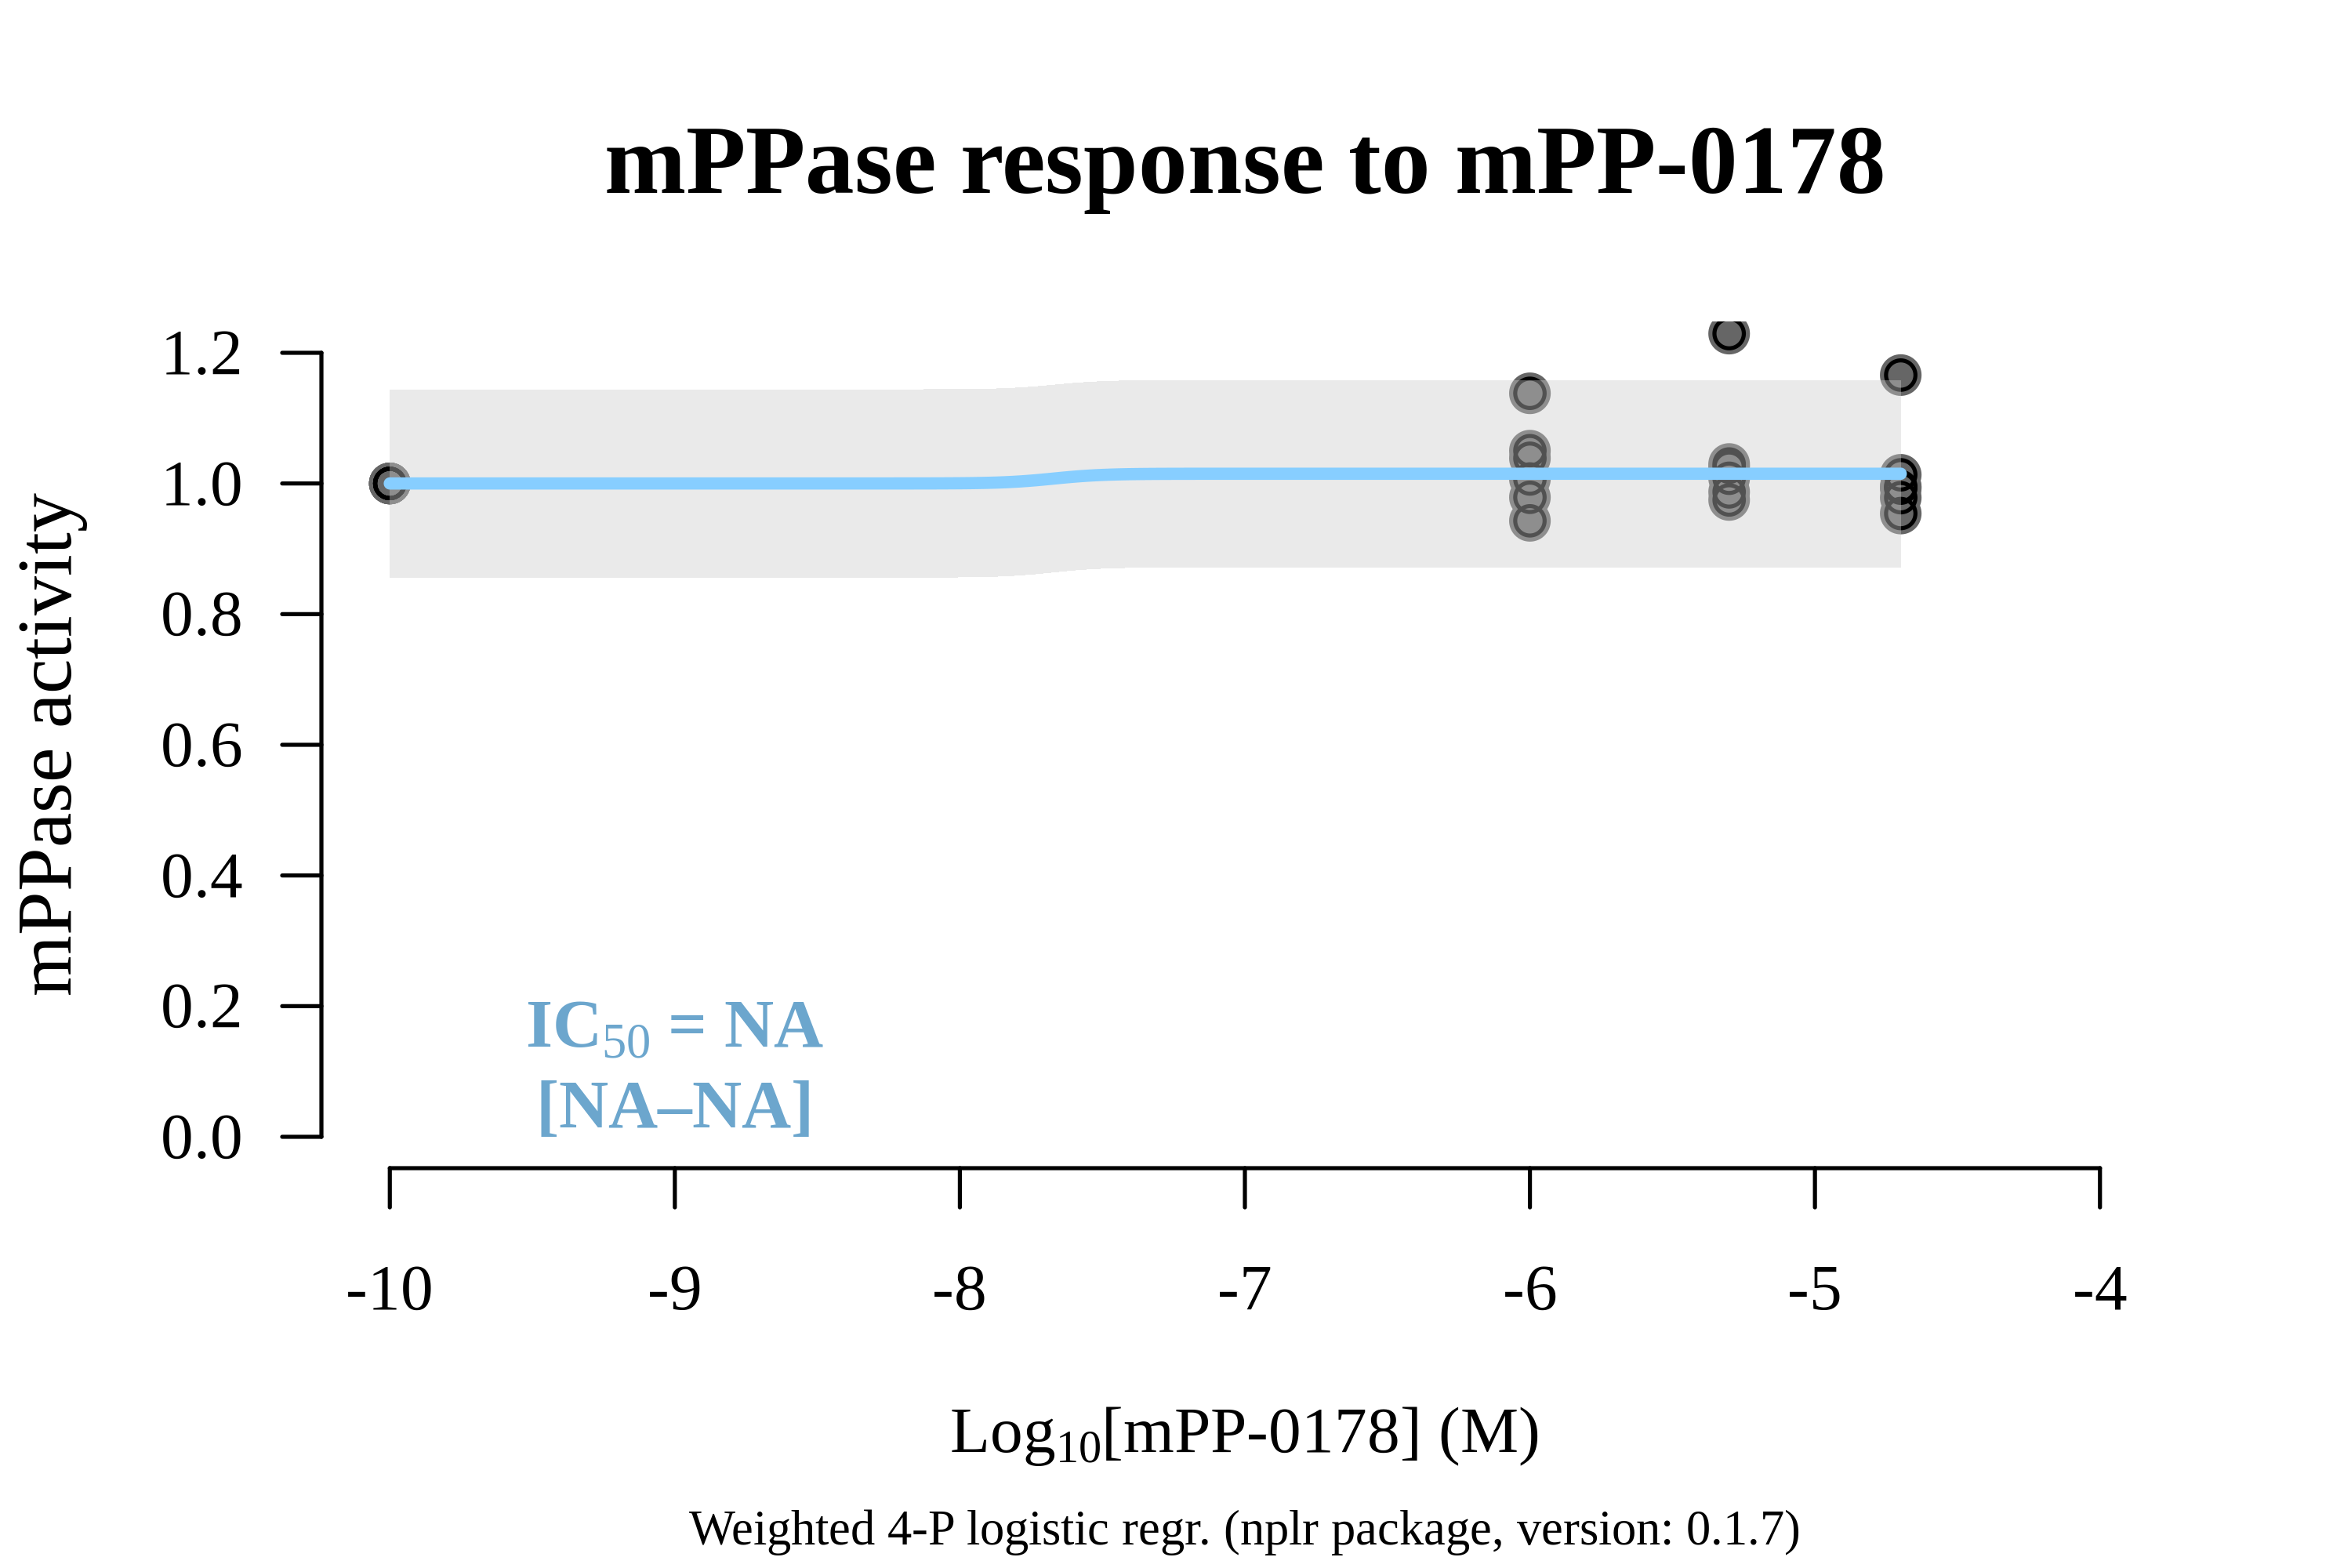 mPPase response to mPP-0178
mPPase activity
1.2
1.0
0.8
0.6
0.4
0.2
0.0
IC50 = NA
[NA–NA]
-10 -9 -8 -7 -6 -5 -4
Log10[mPP-0178] (M)
Weighted 4-P logistic regr. (nplr package, version: 0.1.7)